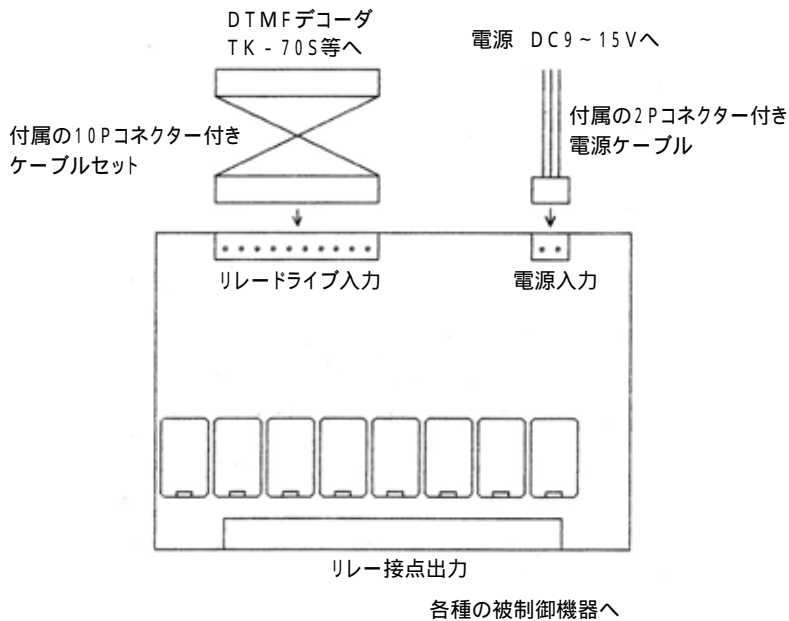 DTMFデコーダ
TK-70S等へ
電源 DC9~15Vへ
付属の10Pコネクター付き
ケーブルセット
付属の2Pコネクター付き
電源ケーブル
リレードライブ入力
電源入力
リレー接点出力
各種の被制御機器へ